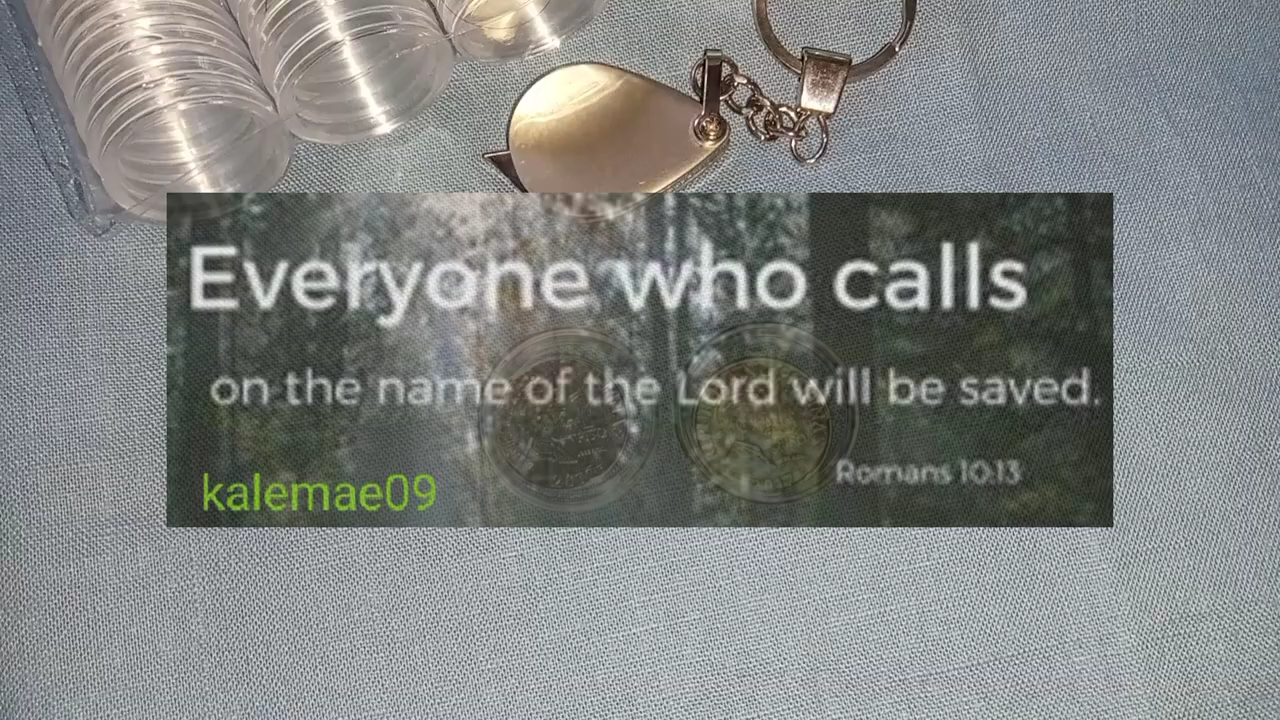 Everyone who calls
on the name of the Lord will be saved.
Romans 10:13
kalemae09